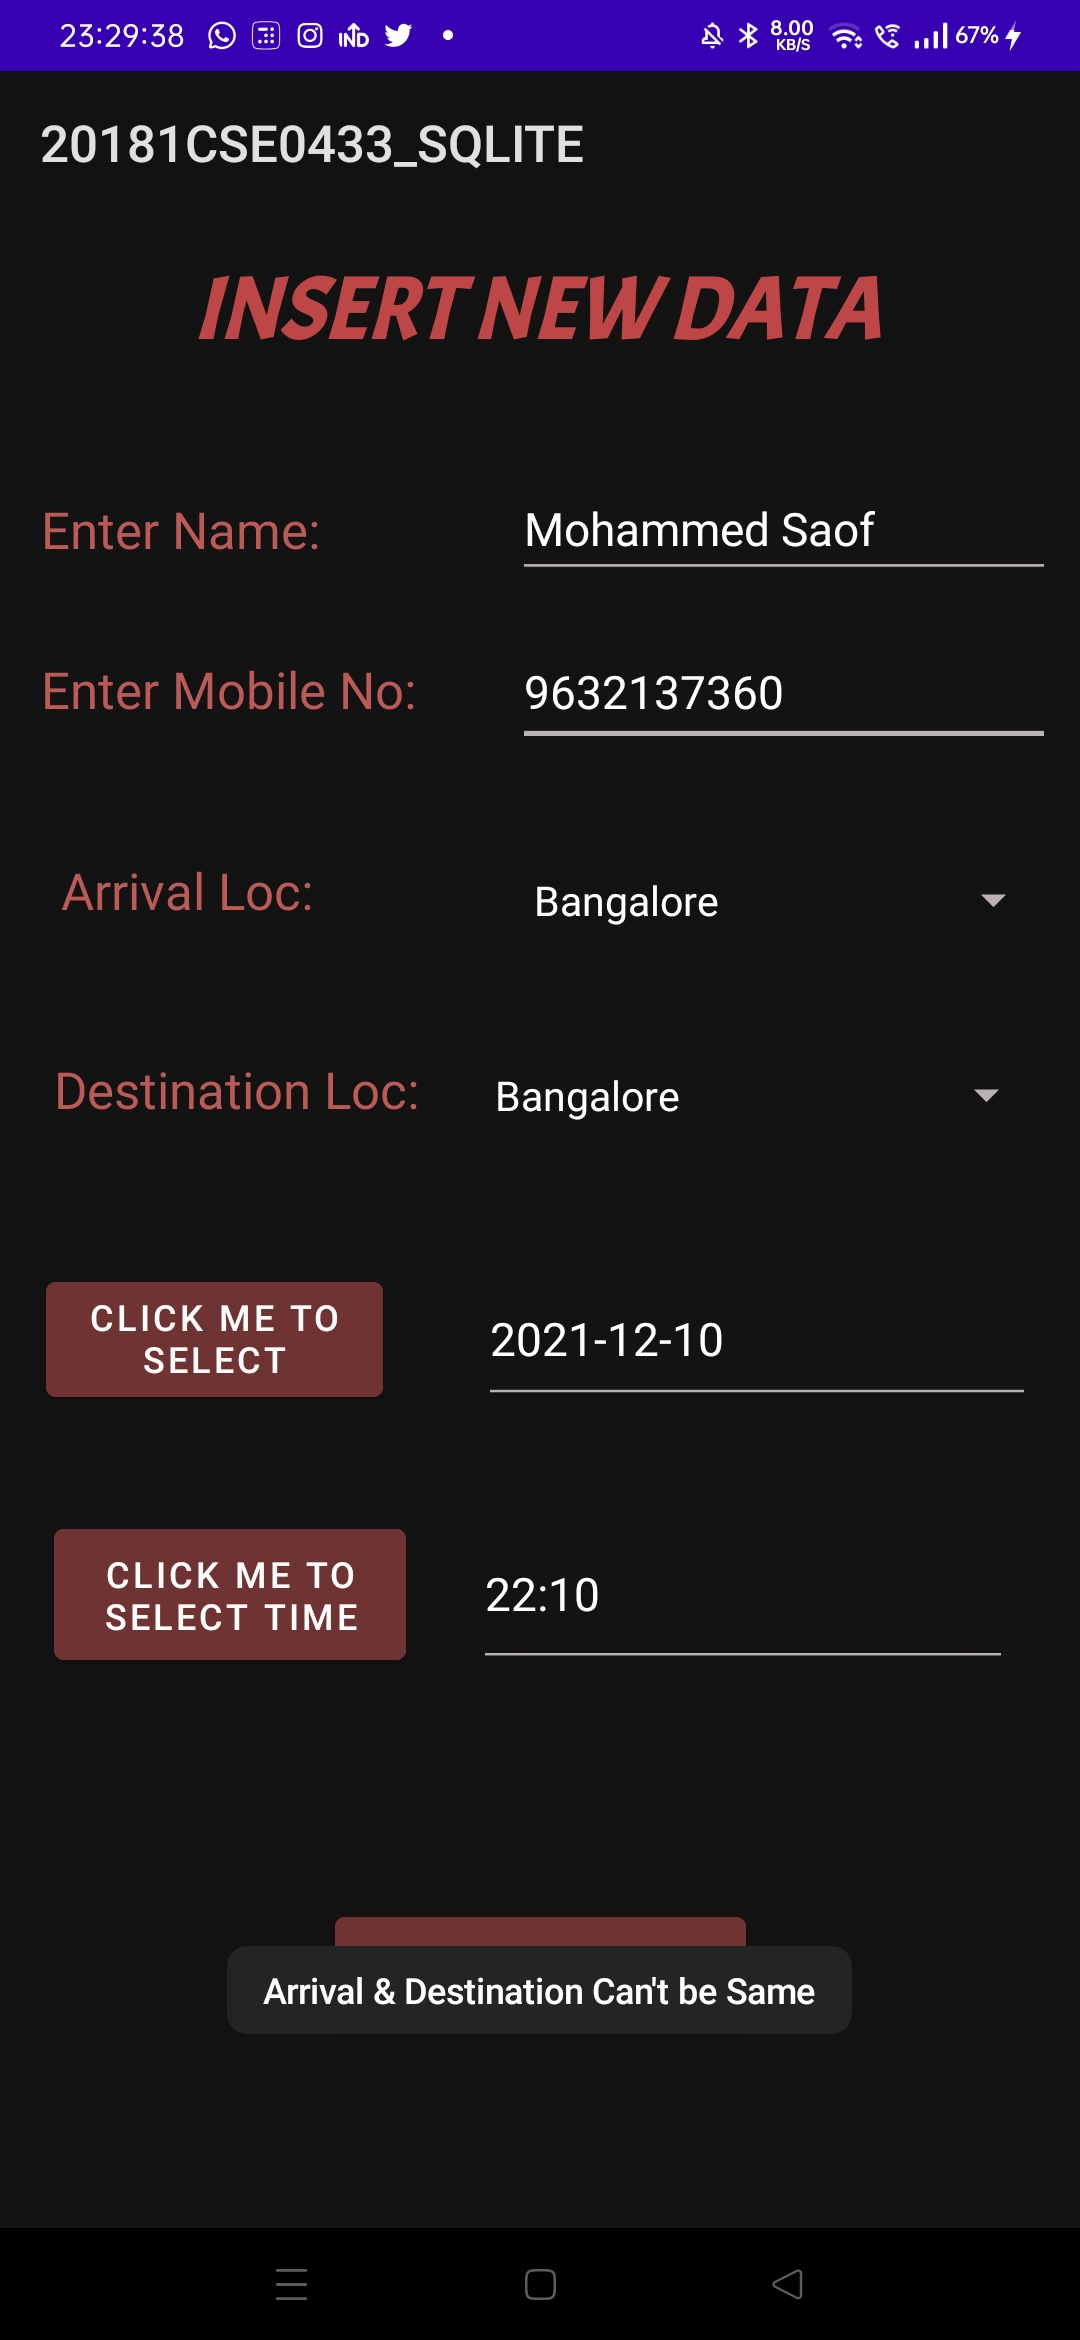 23:29:38 IND 8.00 KB/S 67%
20181CSE0433_SQLITE
INSERT NEW DATA
Enter Name: Mohammed Saof
Enter Mobile No: 9632137360
Arrival Loc: Bangalore
Destination Loc: Bangalore
CLICK ME TO
SELECT
2021-12-10
CLICK ME TO
SELECT TIME
22:10
Arrival & Destination Can't be Same